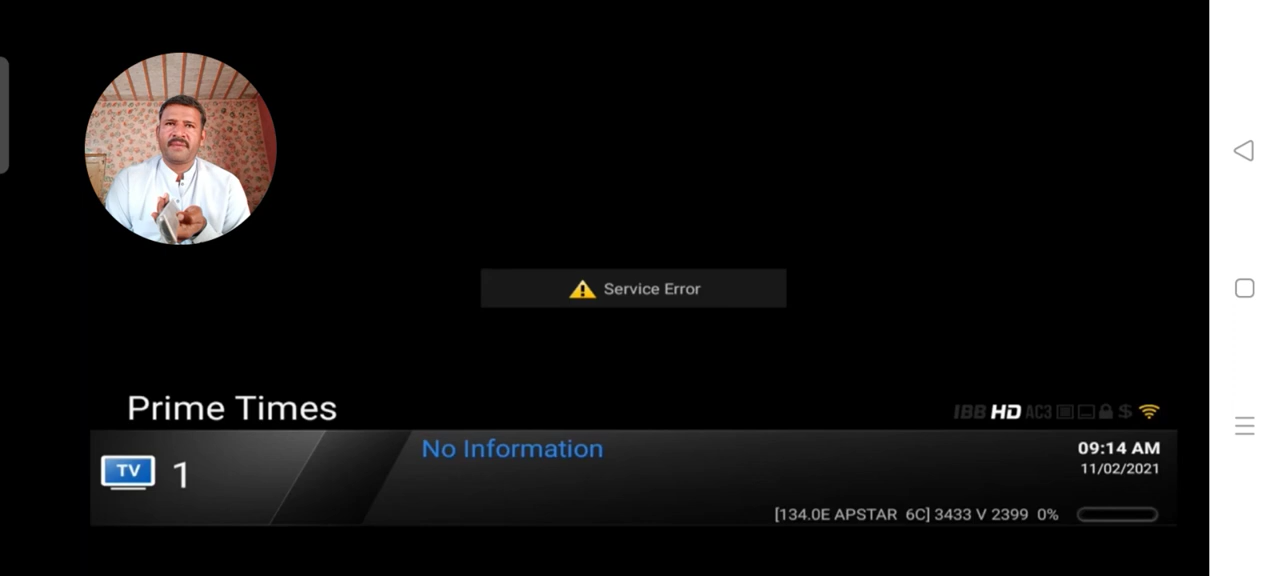 Service Error
Prime Times
IBB HD AC3 $
No Information
09:14 AM
TV 1
11/02/2021
[134.0E APSTAR 6C] 3433 V 2399 0%